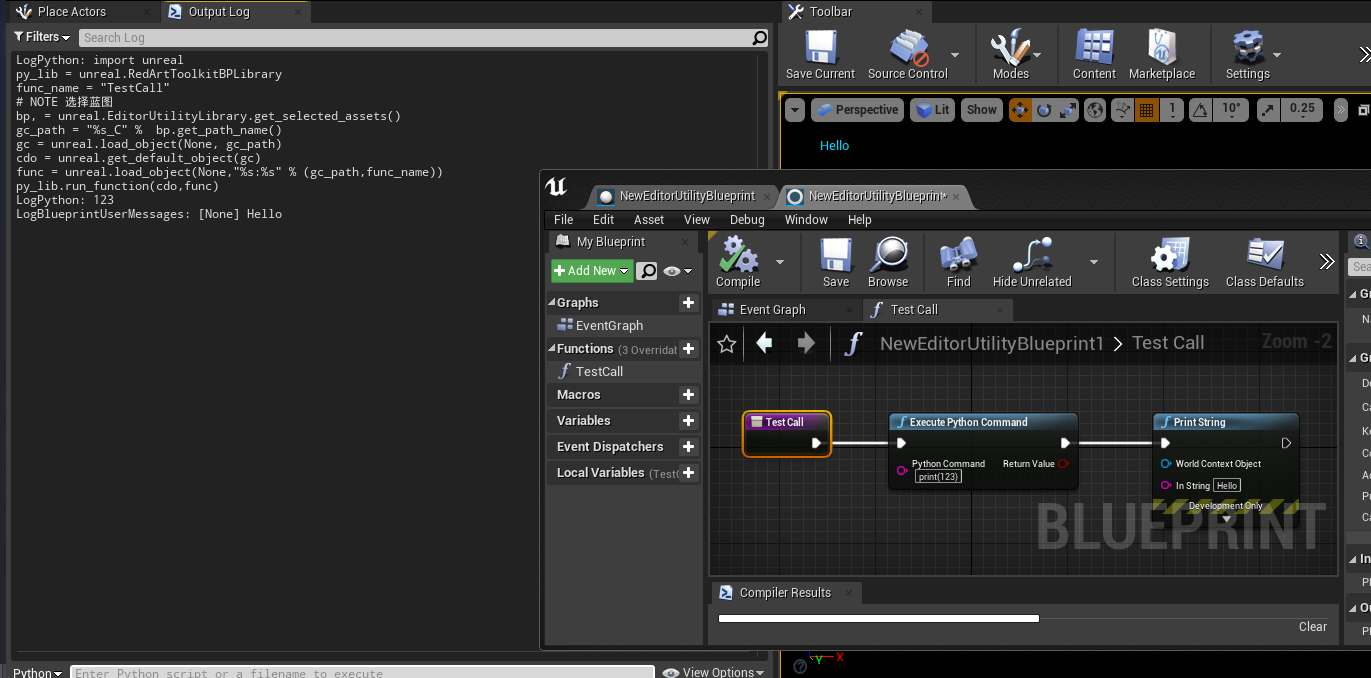 Place Actors
Output Log
Filters
Search Log
LogPython: import unreal
py_lib = unreal.RedArtToolkitBPLibrary
func_name = "TestCall"
# NOTE 选择蓝图
bp, = unreal.EditorUtilityLibrary.get_selected_assets()
gc_path = "%s_C" %  bp.get_path_name()
gc = unreal.load_object(None, gc_path)
cdo = unreal.get_default_object(gc)
func = unreal.load_object(None,"%s:%s" % (gc_path,func_name))
py_lib.run_function(cdo,func)
LogPython: 123
LogBlueprintUserMessages: [None] Hello
Python
Enter Python script or a filename to execute
View Options
Toolbar
Save Current
Source Control
Modes
Content
Marketplace
Settings
Perspective
Lit
Show
1
10°
0.25
Hello
NewEditorUtilityBlueprint
NewEditorUtilityBlueprint*
File
Edit
Asset
View
Debug
Window
Help
My Blueprint
Add New
Graphs
EventGraph
Functions (3 Overridat
TestCall
Macros
Variables
Event Dispatchers
Local Variables (Test
Compile
Save
Browse
Find
Hide Unrelated
Class Settings
Class Defaults
Event Graph
Test Call
NewEditorUtilityBlueprint1 > Test Call
Zoom -2
Test Call
Execute Python Command
Python Command
print(123)
Return Value
Print String
World Context Object
In String Hello
Development Only
BLUEPRINT
Compiler Results
Clear
Sea
Y
X